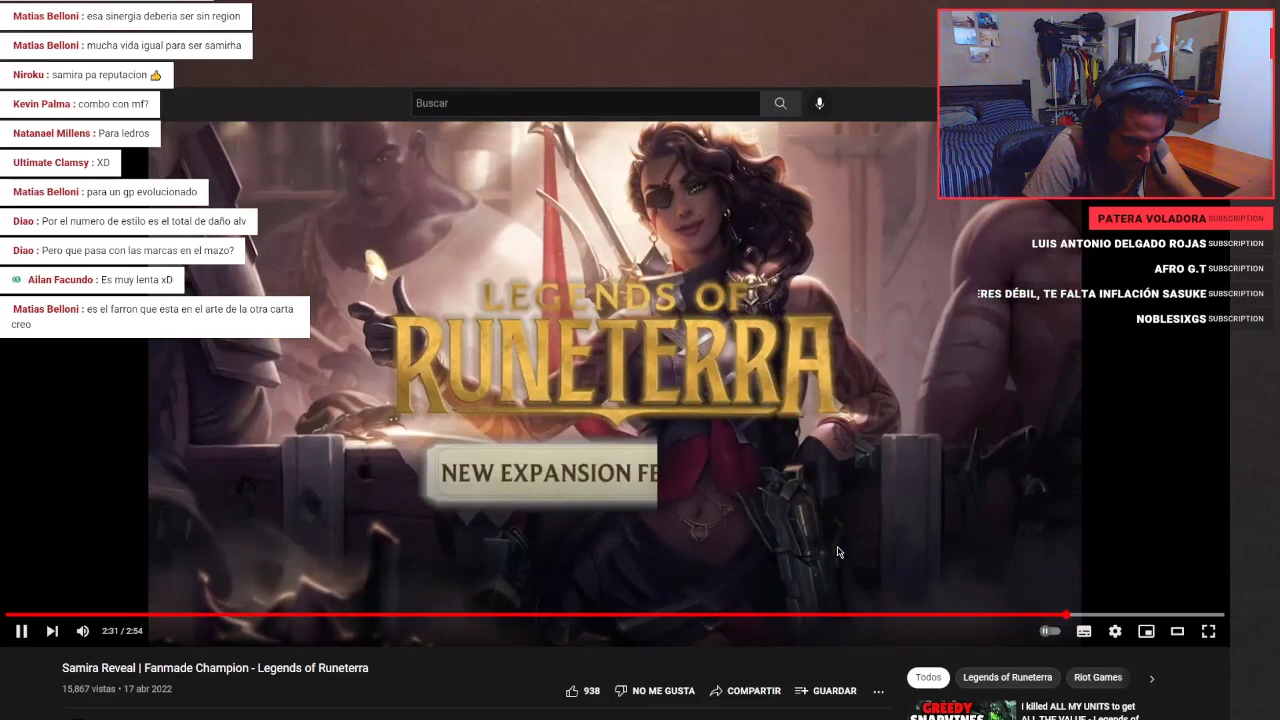 Matias Belloni : esa sinergia deberia ser sin region
Matias Belloni : mucha vida igual para ser samirha
Niroku : samira pa reputacion 👍
Kevin Palma : combo con mf?
Natanael Millens : Para ledros
Ultimate Clamsy : XD
Matias Belloni : para un gp evolucionado
Diao : Por el numero de estilo es el total de daño alv
Diao : Pero que pasa con las marcas en el mazo?
Ailan Facundo : Es muy lenta xD
Matias Belloni : es el farron que esta en el arte de la otra carta
creo
Buscar
PATERA VOLADORA SUBSCRIPTION
LUIS ANTONIO DELGADO ROJAS SUBSCRIPTION
AFRO G.T SUBSCRIPTION
ERES DÉBIL, TE FALTA INFLACIÓN SASUKE SUBSCRIPTION
NOBLESIXGS SUBSCRIPTION
LEGENDS OF
RUNETERRA
NEW EXPANSION FE
2:31 / 2:54
Samira Reveal | Fanmade Champion - Legends of Runeterra
15,867 vistas • 17 abr 2022
938 NO ME GUSTA COMPARTIR GUARDAR ...
Todos Legends of Runeterra Riot Games
GREEDY
SNAPVINES
I killed ALL MY UNITS to get
ALL THE VALUE - Legends of